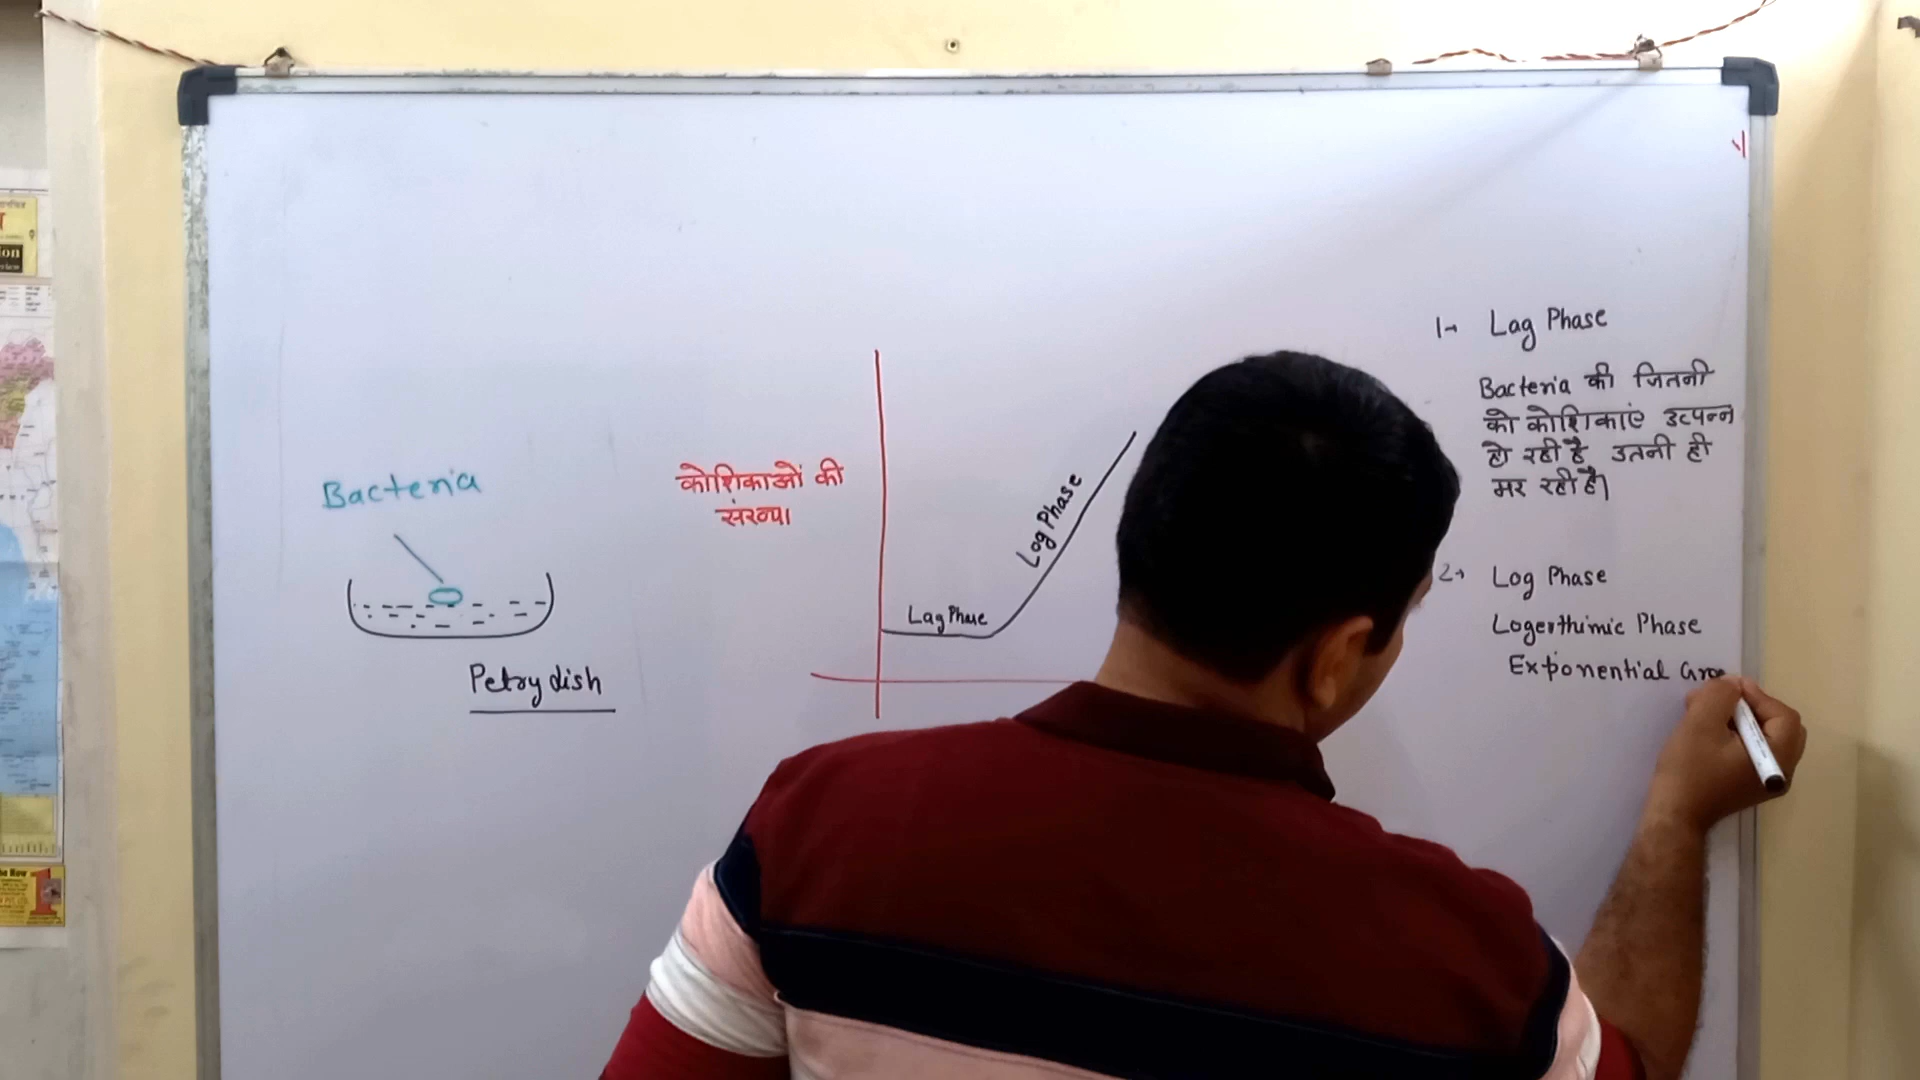 Bacteria
Petry dish
कोशिकाओं की
संख्या
Lag Phase
Log Phase
1→ Lag Phase
Bacteria की जितनी
को कोशिकाएं उत्पन्न
हो रही है उतनी ही
मर रही है।
2→ Log Phase
Logerthimic Phase
Exponential Gro